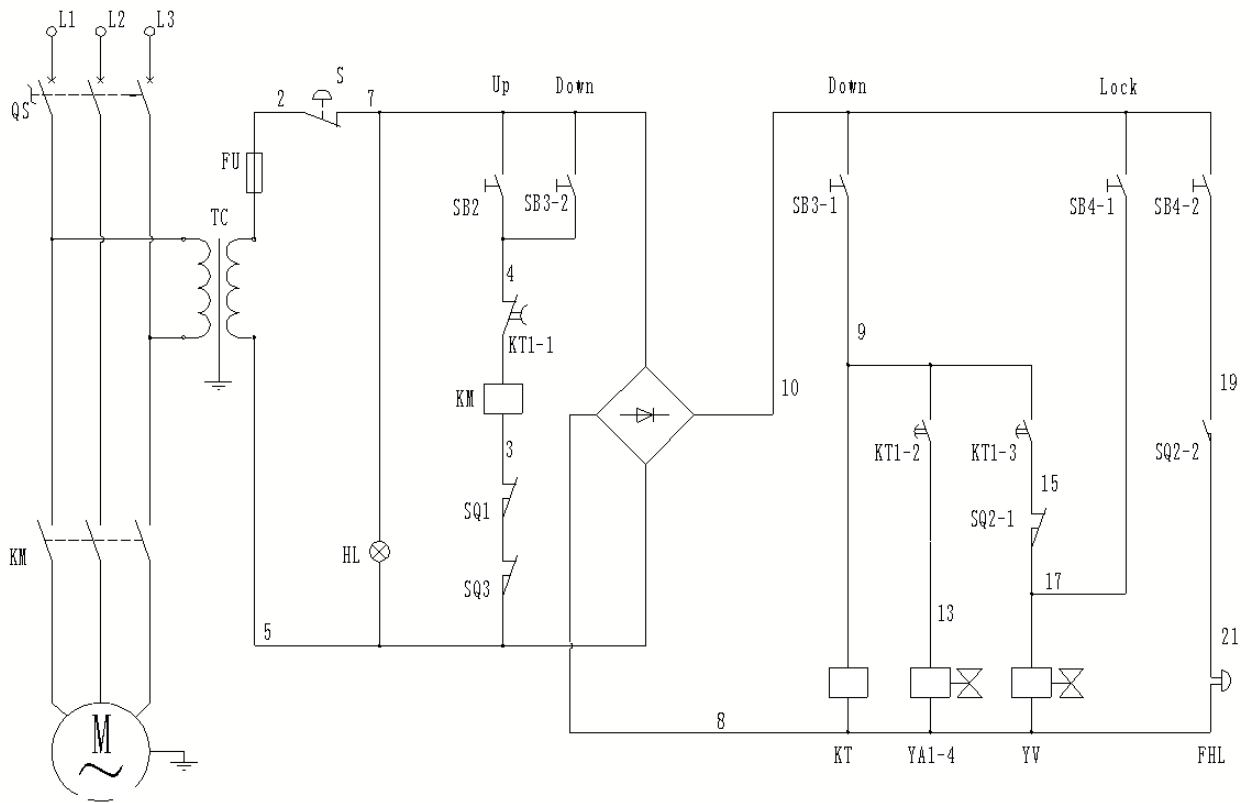 L1 L2 L3
QS
2 S 7
Up Down
Down Lock
FU
SB2 SB3-2
SB3-1 SB4-1 SB4-2
TC
4
KT1-1
9
KM
10
19
3
KT1-2 KT1-3 SQ2-2
15
SQ1
SQ2-1
KM
HL
SQ3
17
13
5
21
M
8
KT YA1-4 YV FHL